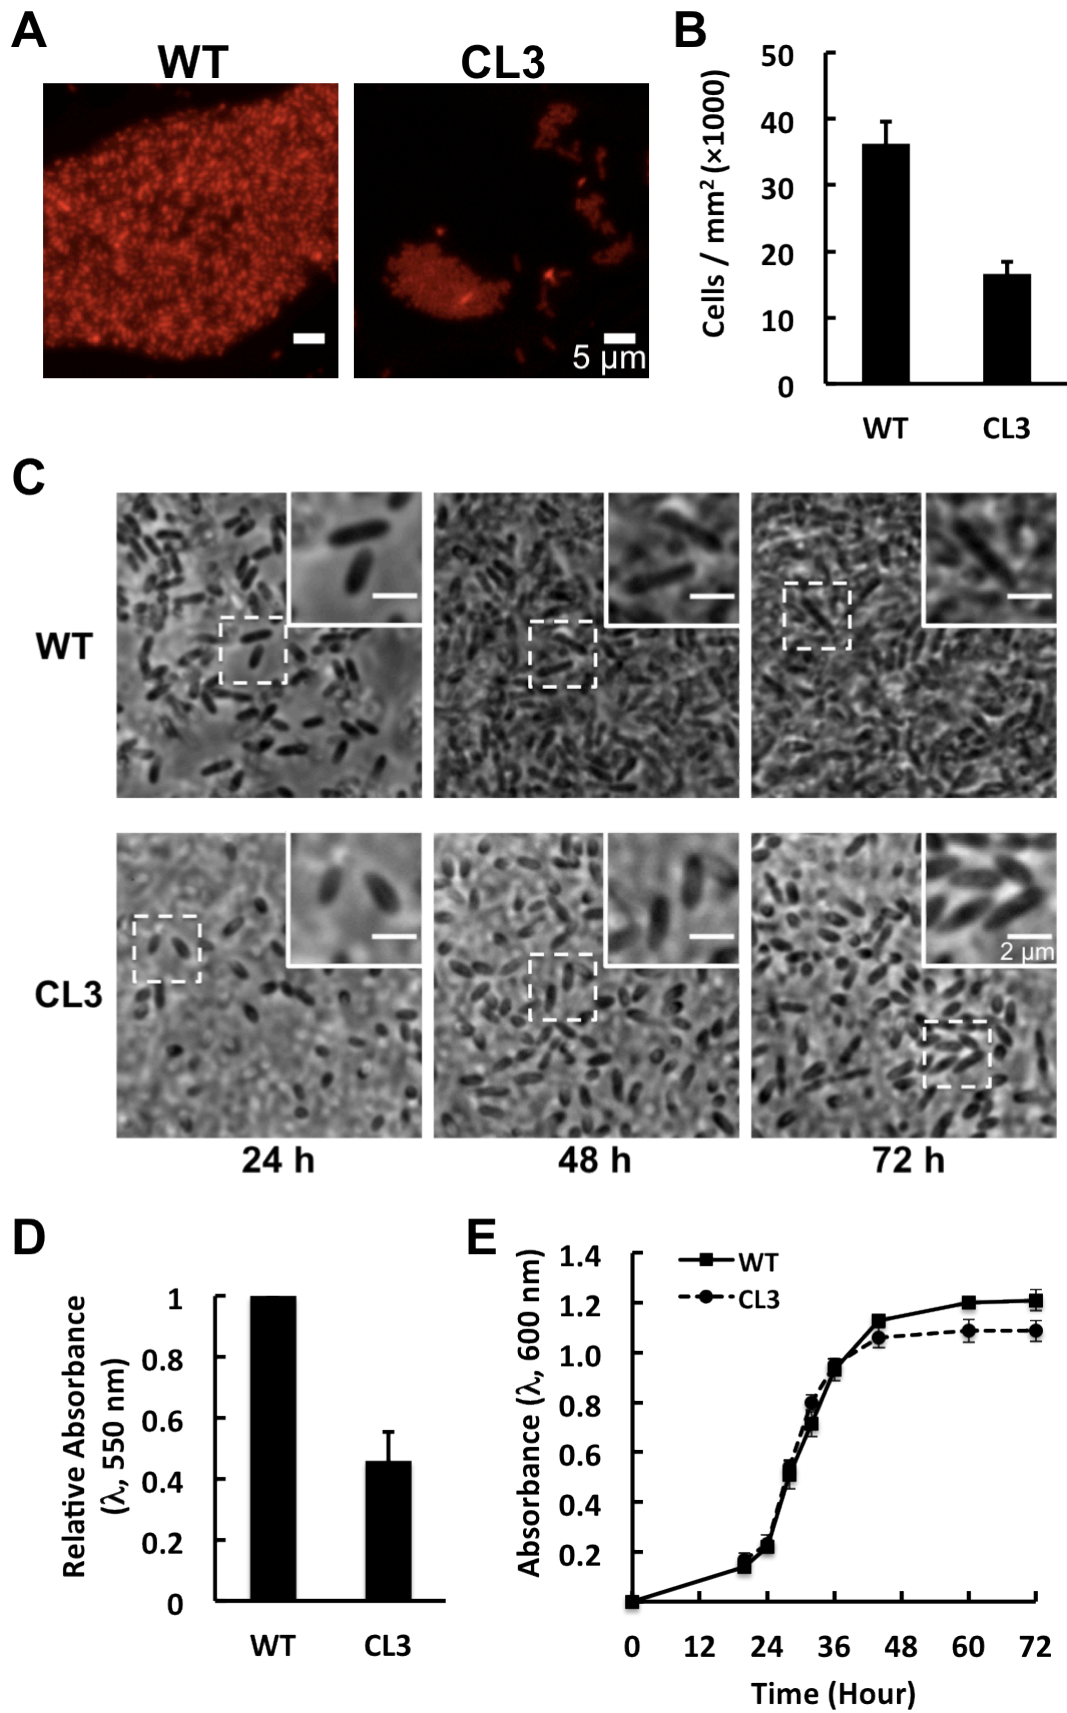 A
WT
CL3
5 µm
B
Cells / mm² (×1000)
50
40
30
20
10
0
WT
CL3
C
WT
CL3
2 µm
24 h
48 h
72 h
D
Relative Absorbance
(λ, 550 nm)
1
0.8
0.6
0.4
0.2
0
WT
CL3
E
Absorbance (λ, 600 nm)
1.4
1.2
1.0
0.8
0.6
0.4
0.2
WT
CL3
0 12 24 36 48 60 72
Time (Hour)